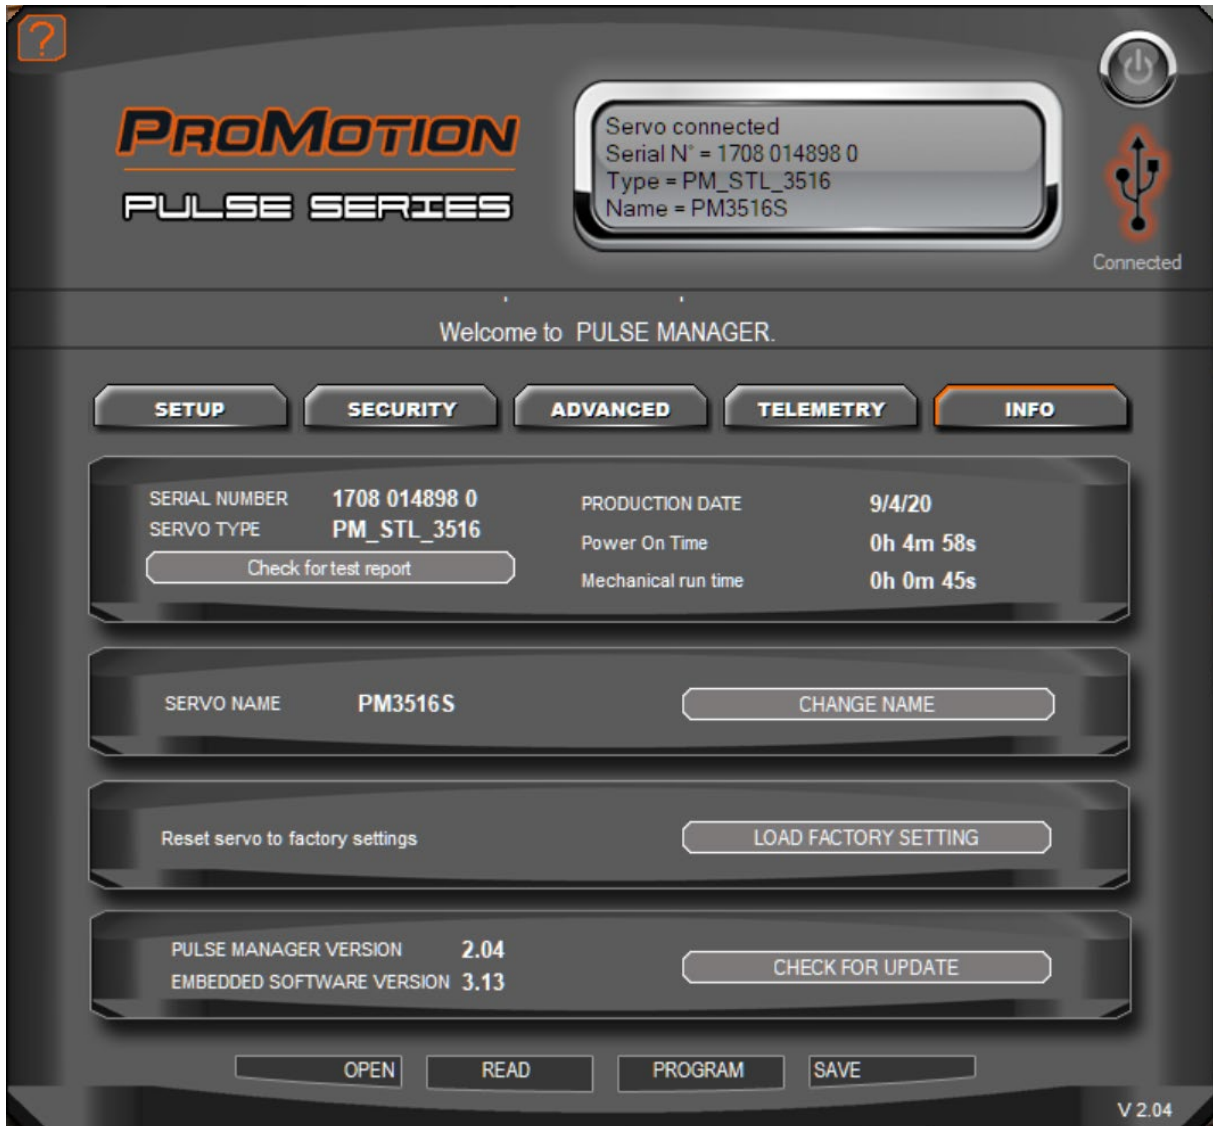 ?
PROMOTION
PULSE SERIES
Servo connected
Serial N° = 1708 014898 0
Type = PM_STL_3516
Name = PM3516S
Connected
Welcome to PULSE MANAGER.
SETUP SECURITY ADVANCED TELEMETRY INFO
SERIAL NUMBER 1708 014898 0
SERVO TYPE PM_STL_3516
Check for test report
PRODUCTION DATE 9/4/20
Power On Time 0h 4m 58s
Mechanical run time 0h 0m 45s
SERVO NAME PM3516S CHANGE NAME
Reset servo to factory settings LOAD FACTORY SETTING
PULSE MANAGER VERSION 2.04
EMBEDDED SOFTWARE VERSION 3.13
CHECK FOR UPDATE
OPEN READ PROGRAM SAVE
V 2.04